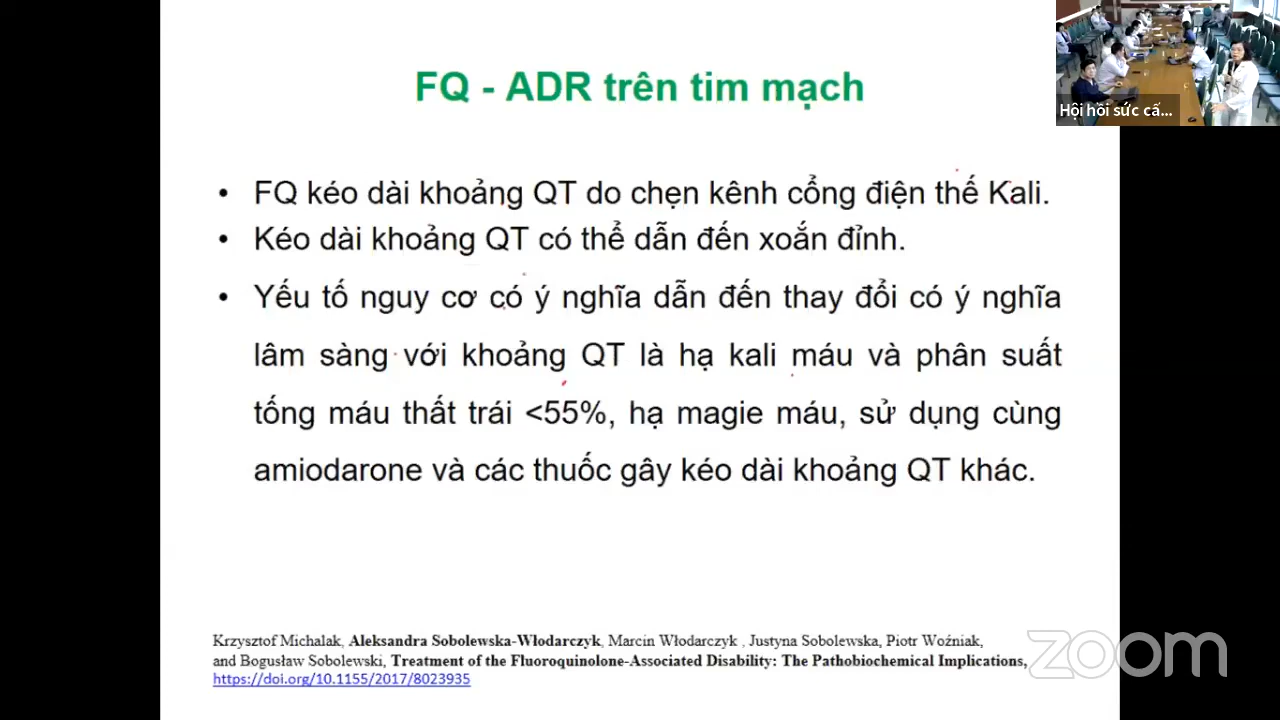 FQ - ADR trên tim mạch
Hội hồi sức cấ...
• FQ kéo dài khoảng QT do chẹn kênh cổng điện thế Kali.
• Kéo dài khoảng QT có thể dẫn đến xoắn đỉnh.
• Yếu tố nguy cơ có ý nghĩa dẫn đến thay đổi có ý nghĩa
lâm sàng với khoảng QT là hạ kali máu và phân suất
tống máu thất trái <55%, hạ magie máu, sử dụng cùng
amiodarone và các thuốc gây kéo dài khoảng QT khác.
Krzysztof Michalak, Aleksandra Sobolewska-Włodarczyk, Marcin Włodarczyk , Justyna Sobolewska, Piotr Woźniak,
and Bogusław Sobolewski, Treatment of the Fluoroquinolone-Associated Disability: The Pathobiochemical Implications,
https://doi.org/10.1155/2017/8023935
zoom